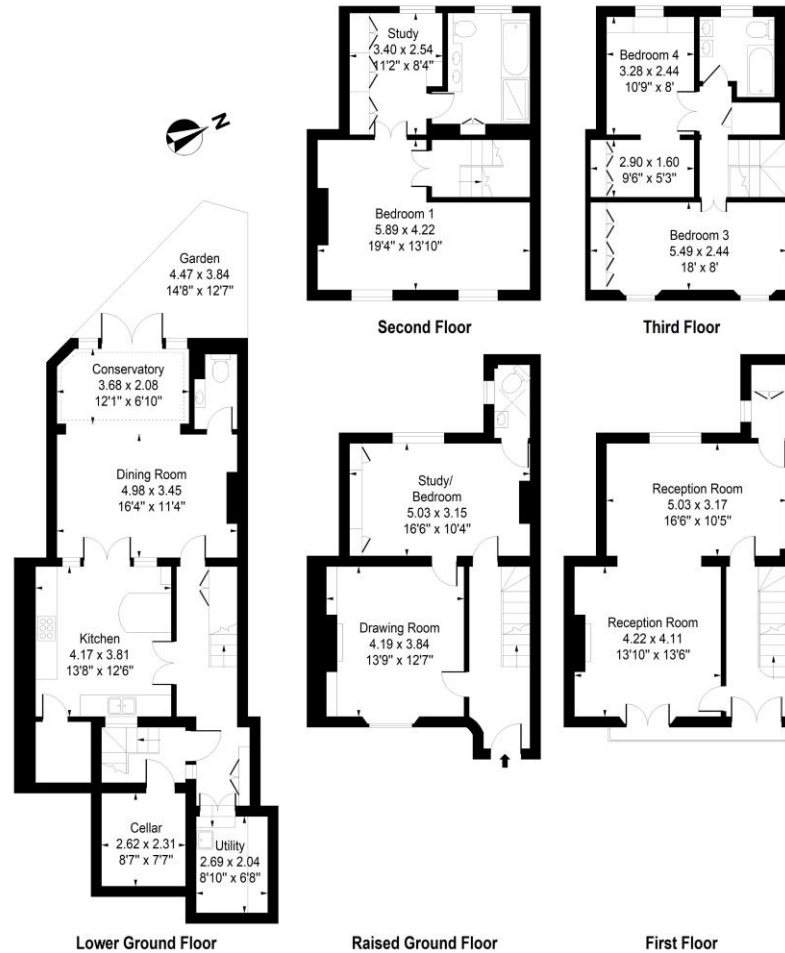 Study
3.40 x 2.54
11'2" x 8'4"
Bedroom 1
5.89 x 4.22
19'4" x 13'10"
Second Floor
Bedroom 4
3.28 x 2.44
10'9" x 8'
2.90 x 1.60
9'6" x 5'3"
Bedroom 3
5.49 x 2.44
18' x 8'
Third Floor
N
Garden
4.47 x 3.84
14'8" x 12'7"
Conservatory
3.68 x 2.08
12'1" x 6'10"
Dining Room
4.98 x 3.45
16'4" x 11'4"
Kitchen
4.17 x 3.81
13'8" x 12'6"
Cellar
2.62 x 2.31
8'7" x 7'7"
Utility
2.69 x 2.04
8'10" x 6'8"
Lower Ground Floor
Study/
Bedroom
5.03 x 3.15
16'6" x 10'4"
Drawing Room
4.19 x 3.84
13'9" x 12'7"
Raised Ground Floor
Reception Room
5.03 x 3.17
16'6" x 10'5"
Reception Room
4.22 x 4.11
13'10" x 13'6"
First Floor